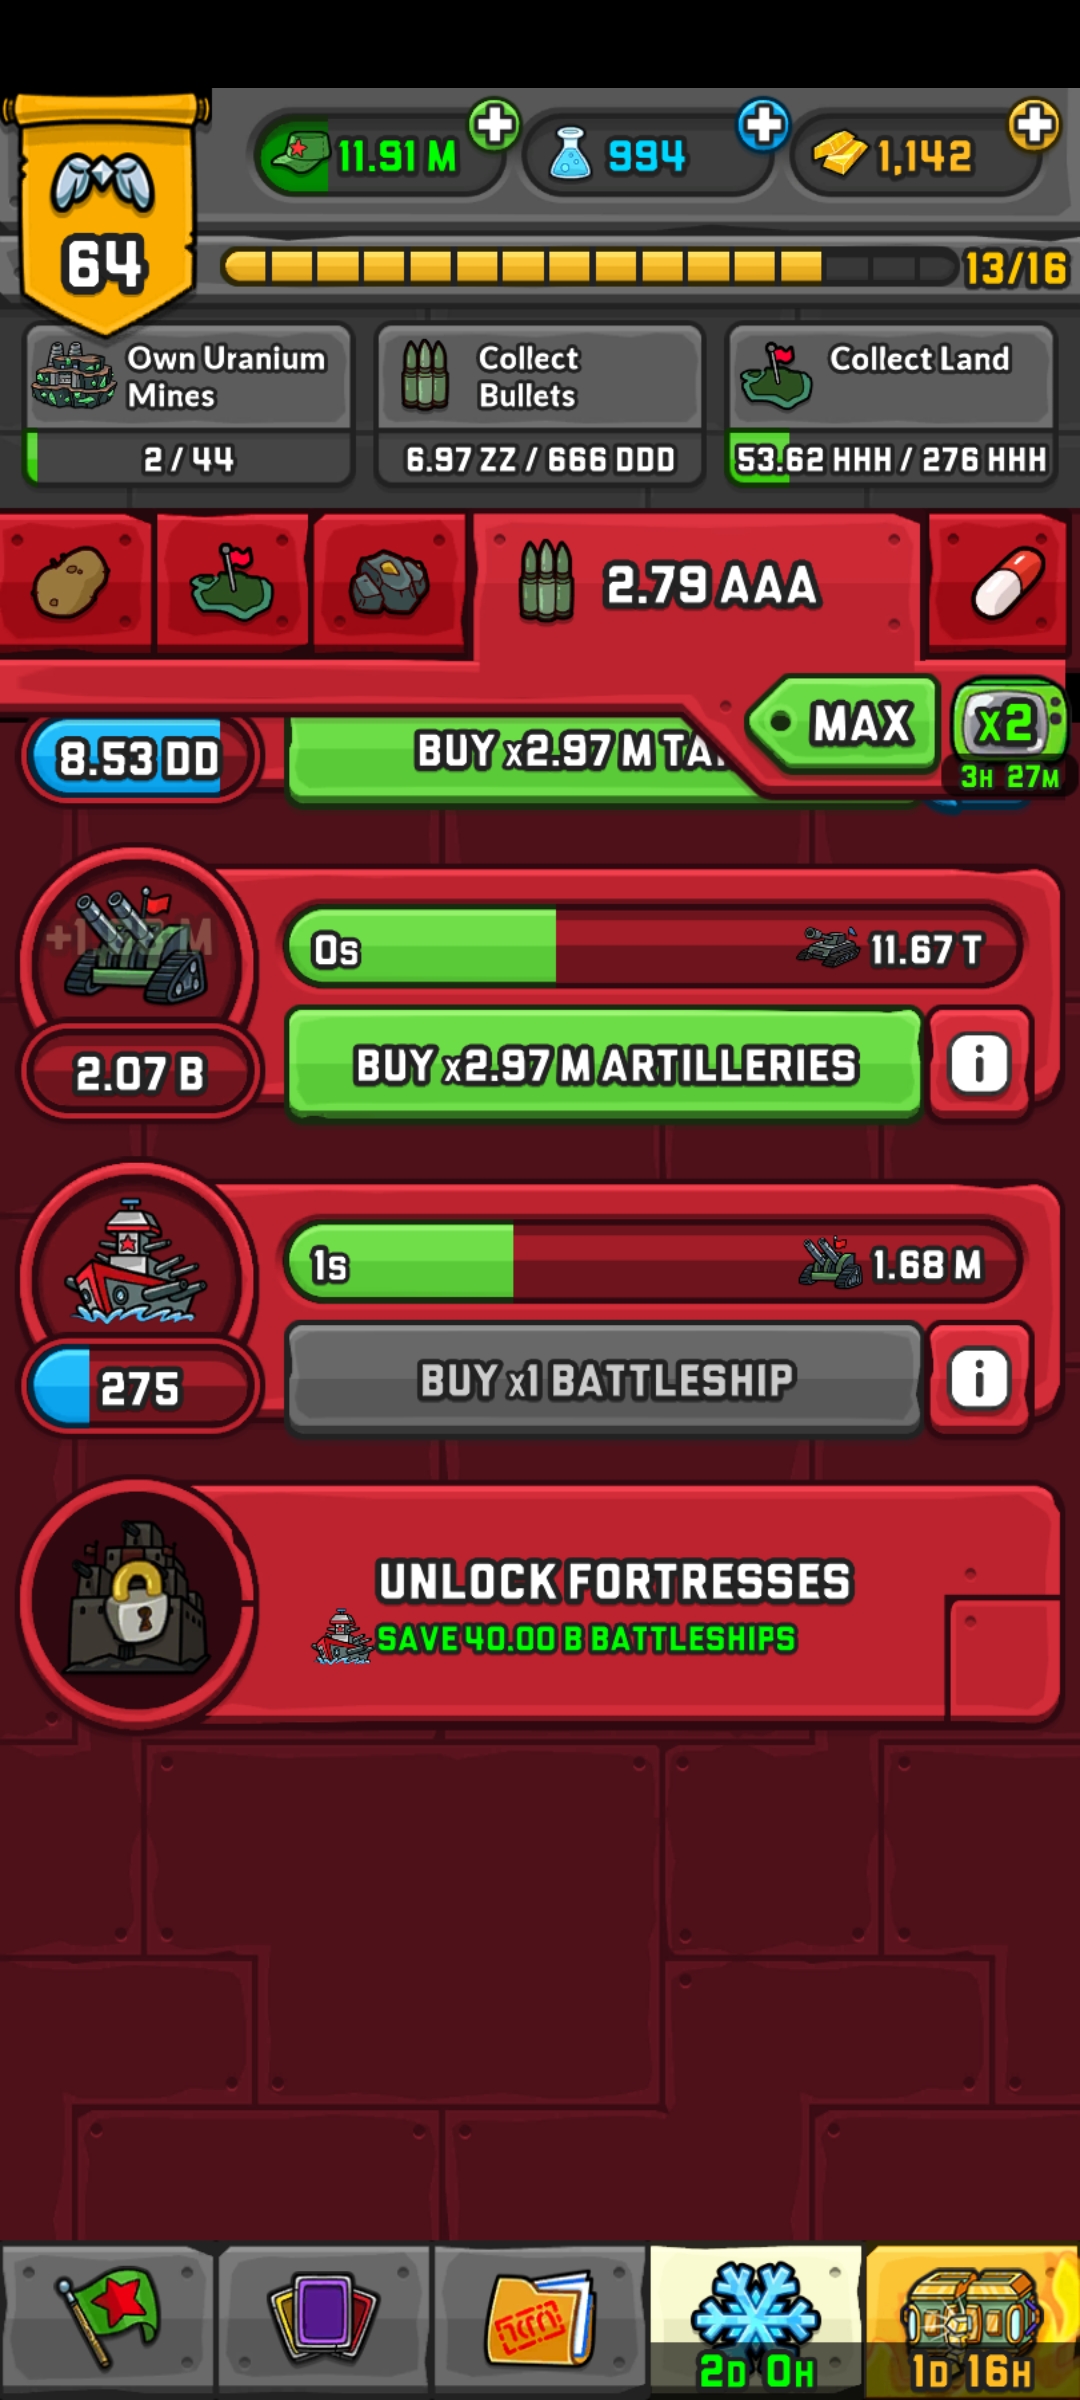 11.91 M
994
1,142
64
13/16
Own Uranium
Mines
2 / 44
Collect
Bullets
6.97 ZZ / 666 DDD
Collect Land
53.62 HHH / 276 HHH
2.79 AAA
MAX
x2
3H 27M
8.53 DD
BUY x2.97 M TA
0s
11.67 T
2.07 B
BUY x2.97 M ARTILLERIES
i
1s
1.68 M
275
BUY x1 BATTLESHIP
i
UNLOCK FORTRESSES
SAVE 40.00 B BATTLESHIPS
2D 0H
1D 16H